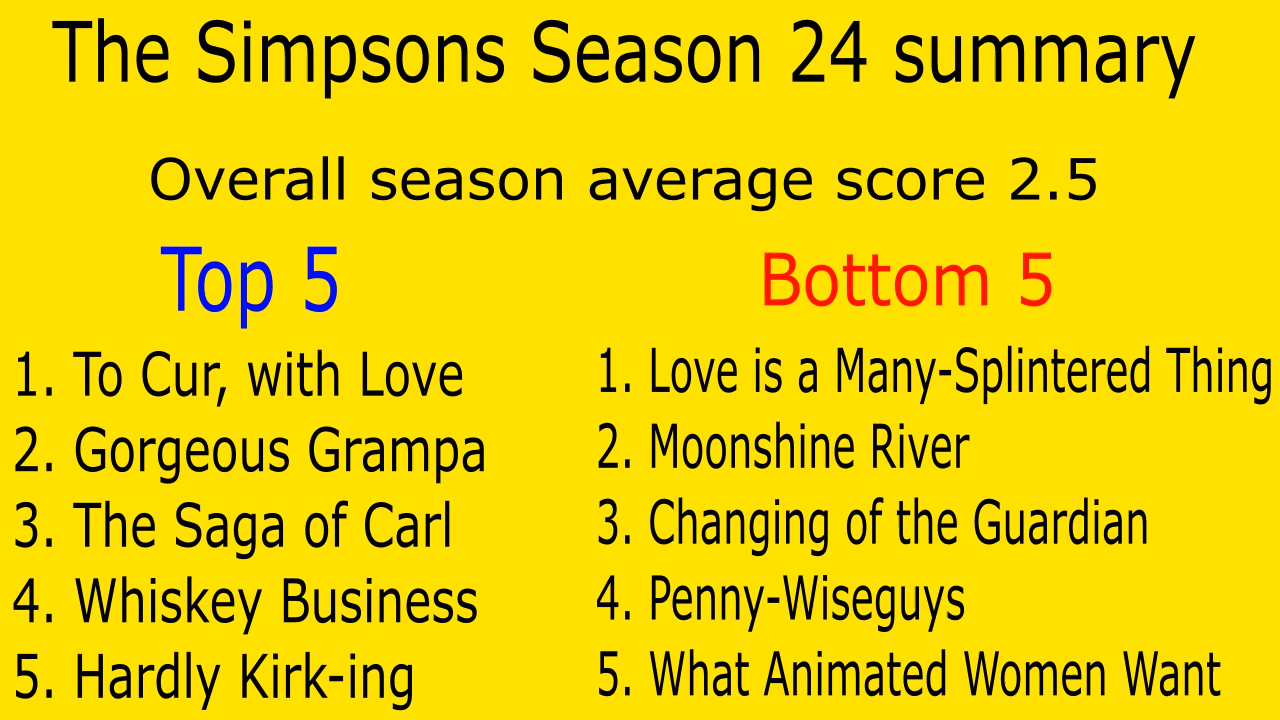 The Simpsons Season 24 summary
Overall season average score 2.5
Top 5
1. To Cur, with Love
2. Gorgeous Grampa
3. The Saga of Carl
4. Whiskey Business
5. Hardly Kirk-ing
Bottom 5
1. Love is a Many-Splintered Thing
2. Moonshine River
3. Changing of the Guardian
4. Penny-Wiseguys
5. What Animated Women Want